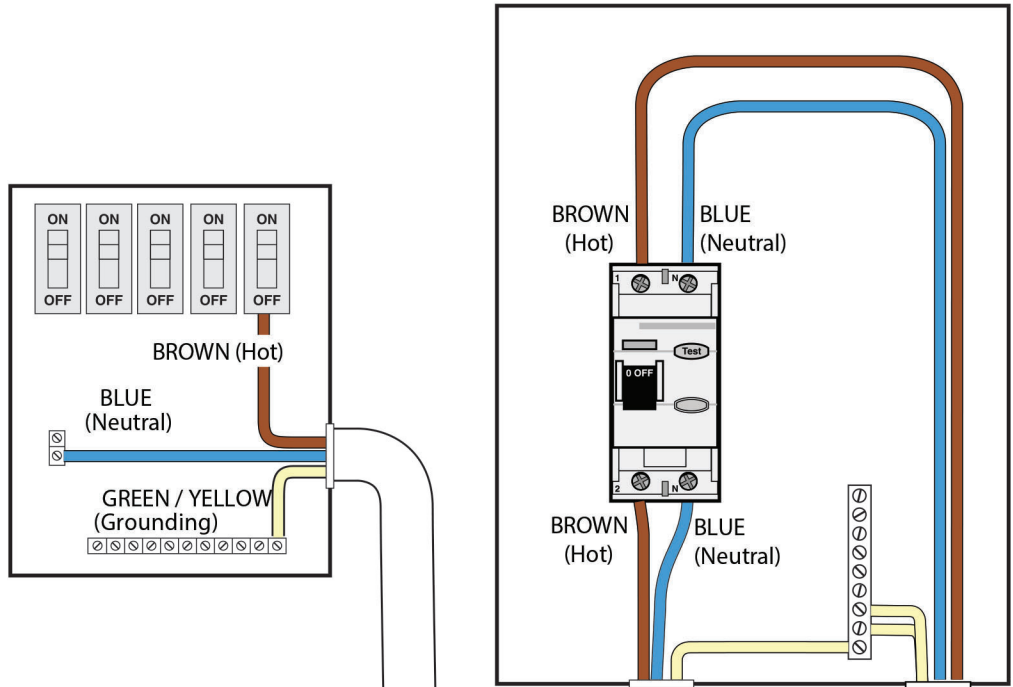 ON ON ON ON ON
OFF OFF OFF OFF OFF
BROWN (Hot)
BLUE
(Neutral)
GREEN / YELLOW
(Grounding)
BROWN
(Hot)
BLUE
(Neutral)
1 N
Test
0 OFF
2 N
BROWN
(Hot)
BLUE
(Neutral)